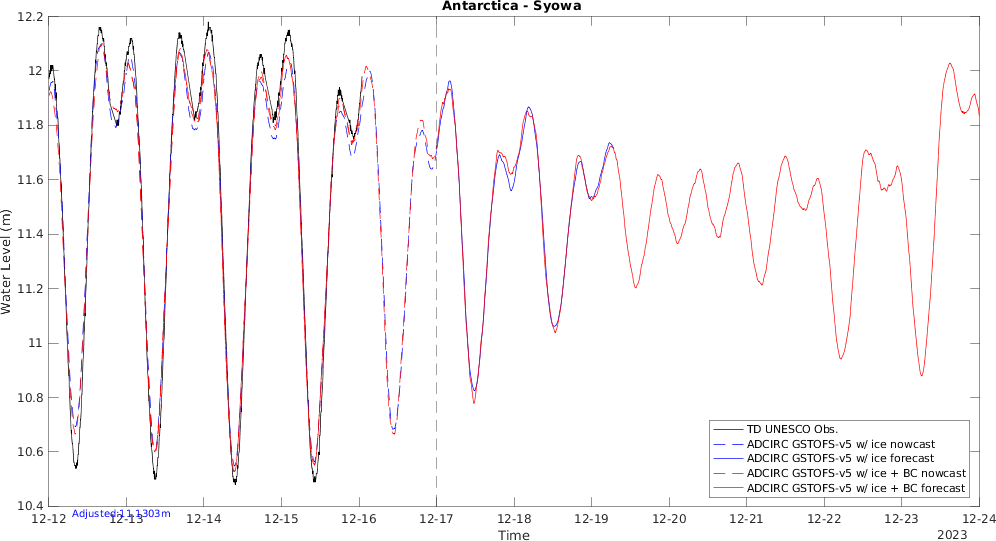 Antarctica - Syowa
12.2
12
11.8
11.6
11.4
11.2
11
10.8
10.6
10.4
Water Level (m)
TD UNESCO Obs.
ADCIRC GSTOFS-v5 w/ ice nowcast
ADCIRC GSTOFS-v5 w/ ice forecast
ADCIRC GSTOFS-v5 w/ ice + BC nowcast
ADCIRC GSTOFS-v5 w/ ice + BC forecast
Adjusted:11.1303m
12-12 12-13 12-14 12-15 12-16 12-17 12-18 12-19 12-20 12-21 12-22 12-23 12-24
Time
2023